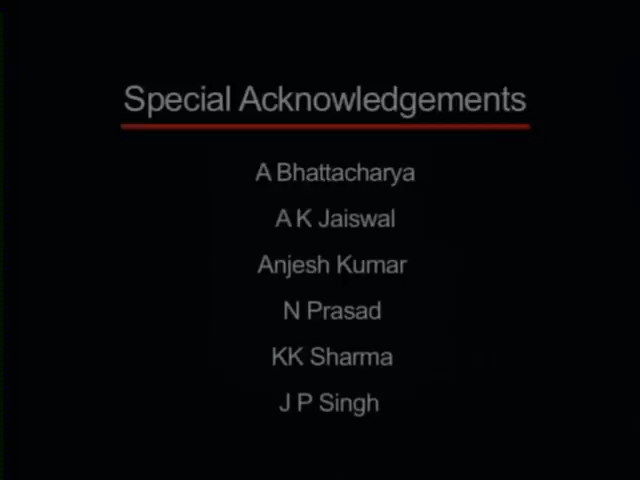 Special Acknowledgements
A Bhattacharya
A K Jaiswal
Anjesh Kumar
N Prasad
KK Sharma
J P Singh